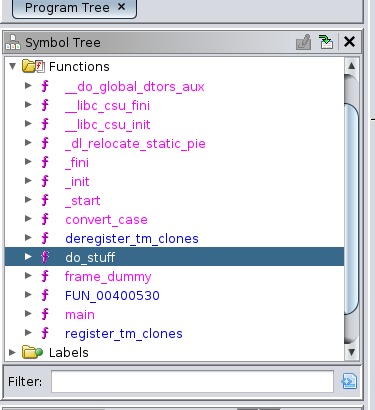 Program Tree ×
Symbol Tree
Functions
f __do_global_dtors_aux
f __libc_csu_fini
f __libc_csu_init
f _dl_relocate_static_pie
f _fini
f _init
f _start
f convert_case
f deregister_tm_clones
f do_stuff
f frame_dummy
f FUN_00400530
f main
f register_tm_clones
Labels
Filter: